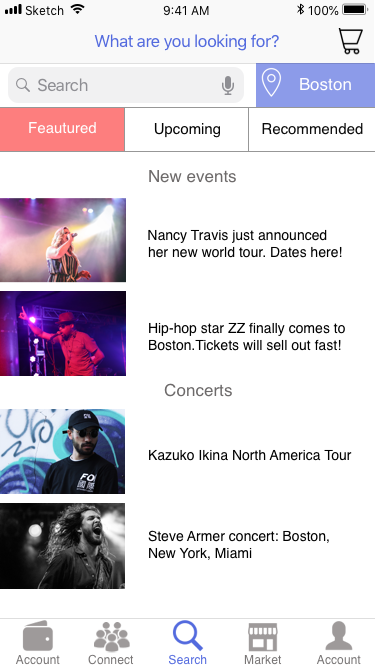 Sketch 9:41 AM 100%
What are you looking for?
Search
Boston
Feautured
Upcoming
Recommended
New events
Nancy Travis just announced
her new world tour. Dates here!
Hip-hop star ZZ finally comes to
Boston.Tickets will sell out fast!
Concerts
Kazuko Ikina North America Tour
Steve Armer concert: Boston,
New York, Miami
Account
Connect
Search
Market
Account